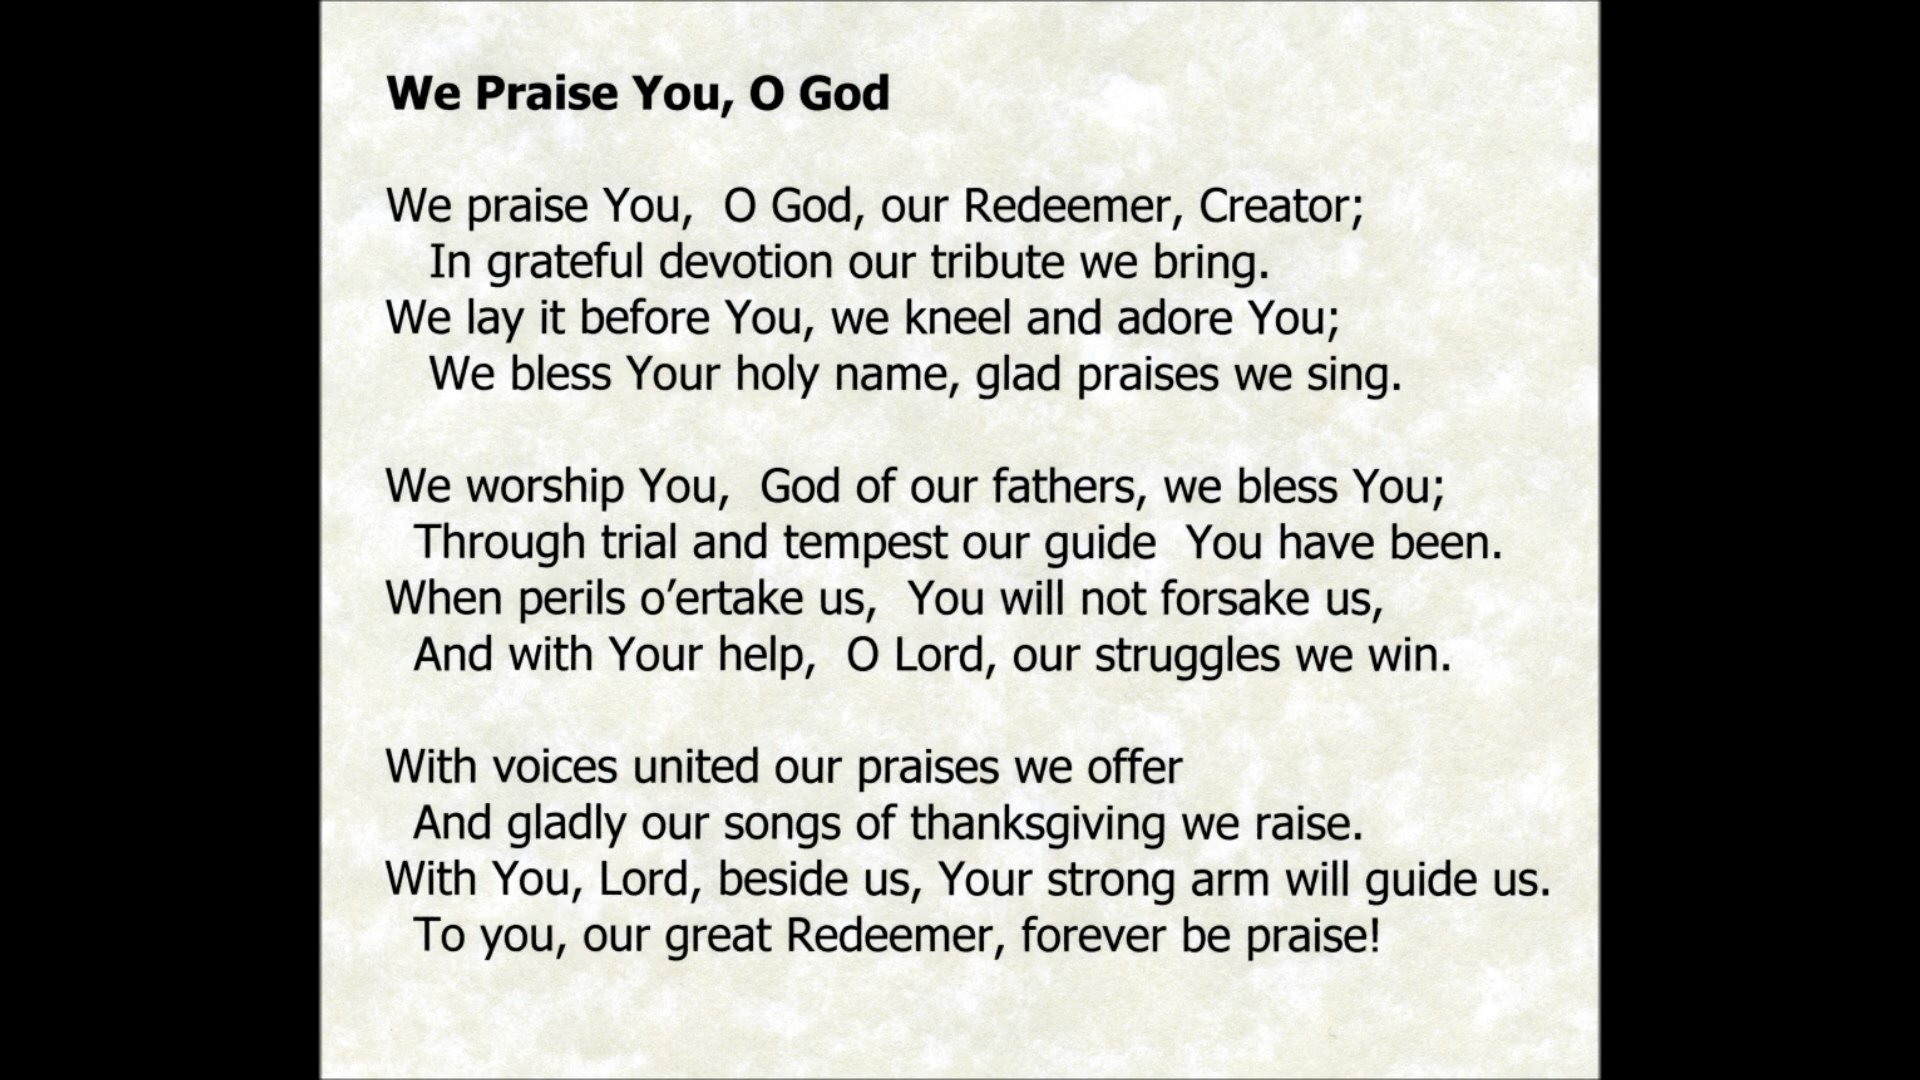 We Praise You, O God
We praise You,  O God, our Redeemer, Creator;
In grateful devotion our tribute we bring.
We lay it before You, we kneel and adore You;
We bless Your holy name, glad praises we sing.
We worship You,  God of our fathers, we bless You;
Through trial and tempest our guide  You have been.
When perils o’ertake us,  You will not forsake us,
And with Your help,  O Lord, our struggles we win.
With voices united our praises we offer
And gladly our songs of thanksgiving we raise.
With You, Lord, beside us, Your strong arm will guide us.
To you, our great Redeemer, forever be praise!